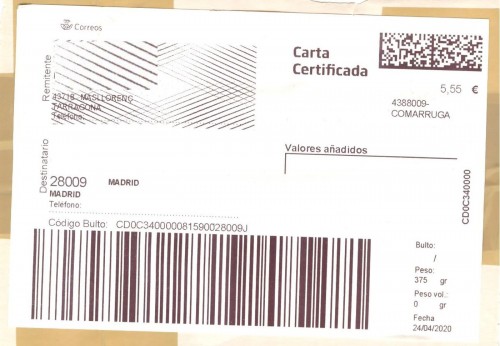 Correos
Carta
Certificada
5,55 €
4388009-
COMARRUGA
Remitente
43718 MASLLORENÇ
TARRAGONA
Teléfono:
Valores añadidos
Destinatario
28009 MADRID
MADRID
Teléfono:
Código Bulto: CD0C340000081590028009J
CD0C340000
Bulto:
/
Peso:
375 gr
Peso vol.:
0 gr
Fecha
24/04/2020